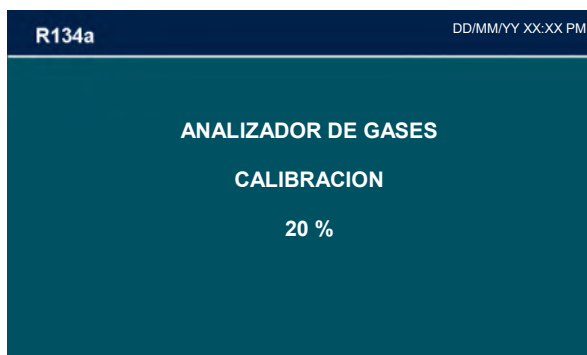 R134a
DD/MM/YY XX:XX PM
ANALIZADOR DE GASES
CALIBRACION
20 %